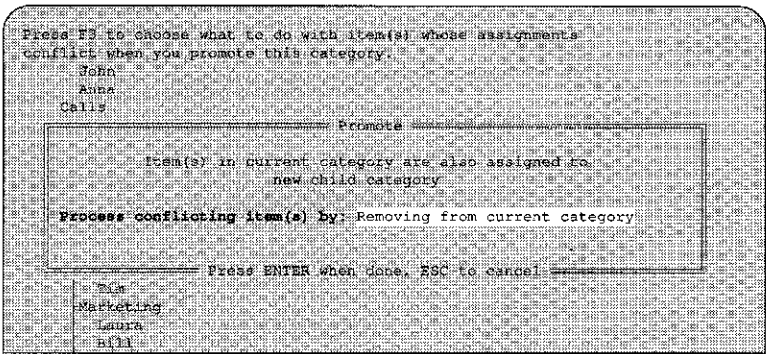 Press F3 to choose what to do with item(s) whose assignments
conflict when you promote this category.
John
Anna
Calls
Promote
Item(s) in current category are also assigned to
new child category
Process conflicting item(s) by: Removing from current category
Press ENTER when done, ESC to cancel
Tim
Marketing
Laura
Bill